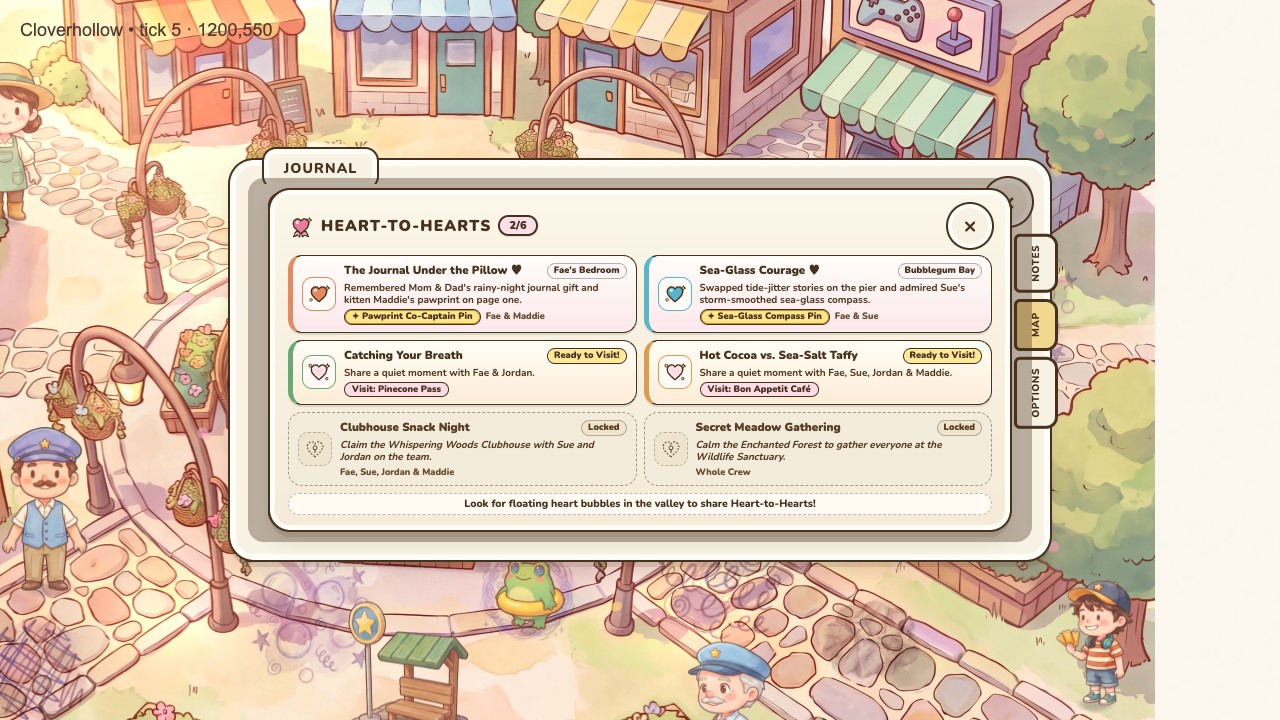 Cloverhollow • tick 5 · 1200,550
JOURNAL
HEART-TO-HEARTS 2/6
×
The Journal Under the Pillow ♥ Fae's Bedroom
Remembered Mom & Dad's rainy-night journal gift and
kitten Maddie's pawprint on page one.
✦ Pawprint Co-Captain Pin Fae & Maddie
Sea-Glass Courage ♥ Bubblegum Bay
Swapped tide-jitter stories on the pier and admired Sue's
storm-smoothed sea-glass compass.
✦ Sea-Glass Compass Pin Fae & Sue
Catching Your Breath Ready to Visit!
Share a quiet moment with Fae & Jordan.
Visit: Pinecone Pass
Hot Cocoa vs. Sea-Salt Taffy Ready to Visit!
Share a quiet moment with Fae, Sue, Jordan & Maddie.
Visit: Bon Appetit Café
Clubhouse Snack Night Locked
Claim the Whispering Woods Clubhouse with Sue and
Jordan on the team.
Fae, Sue, Jordan & Maddie
Secret Meadow Gathering Locked
Calm the Enchanted Forest to gather everyone at the
Wildlife Sanctuary.
Whole Crew
Look for floating heart bubbles in the valley to share Heart-to-Hearts!
NOTES
MAP
OPTIONS